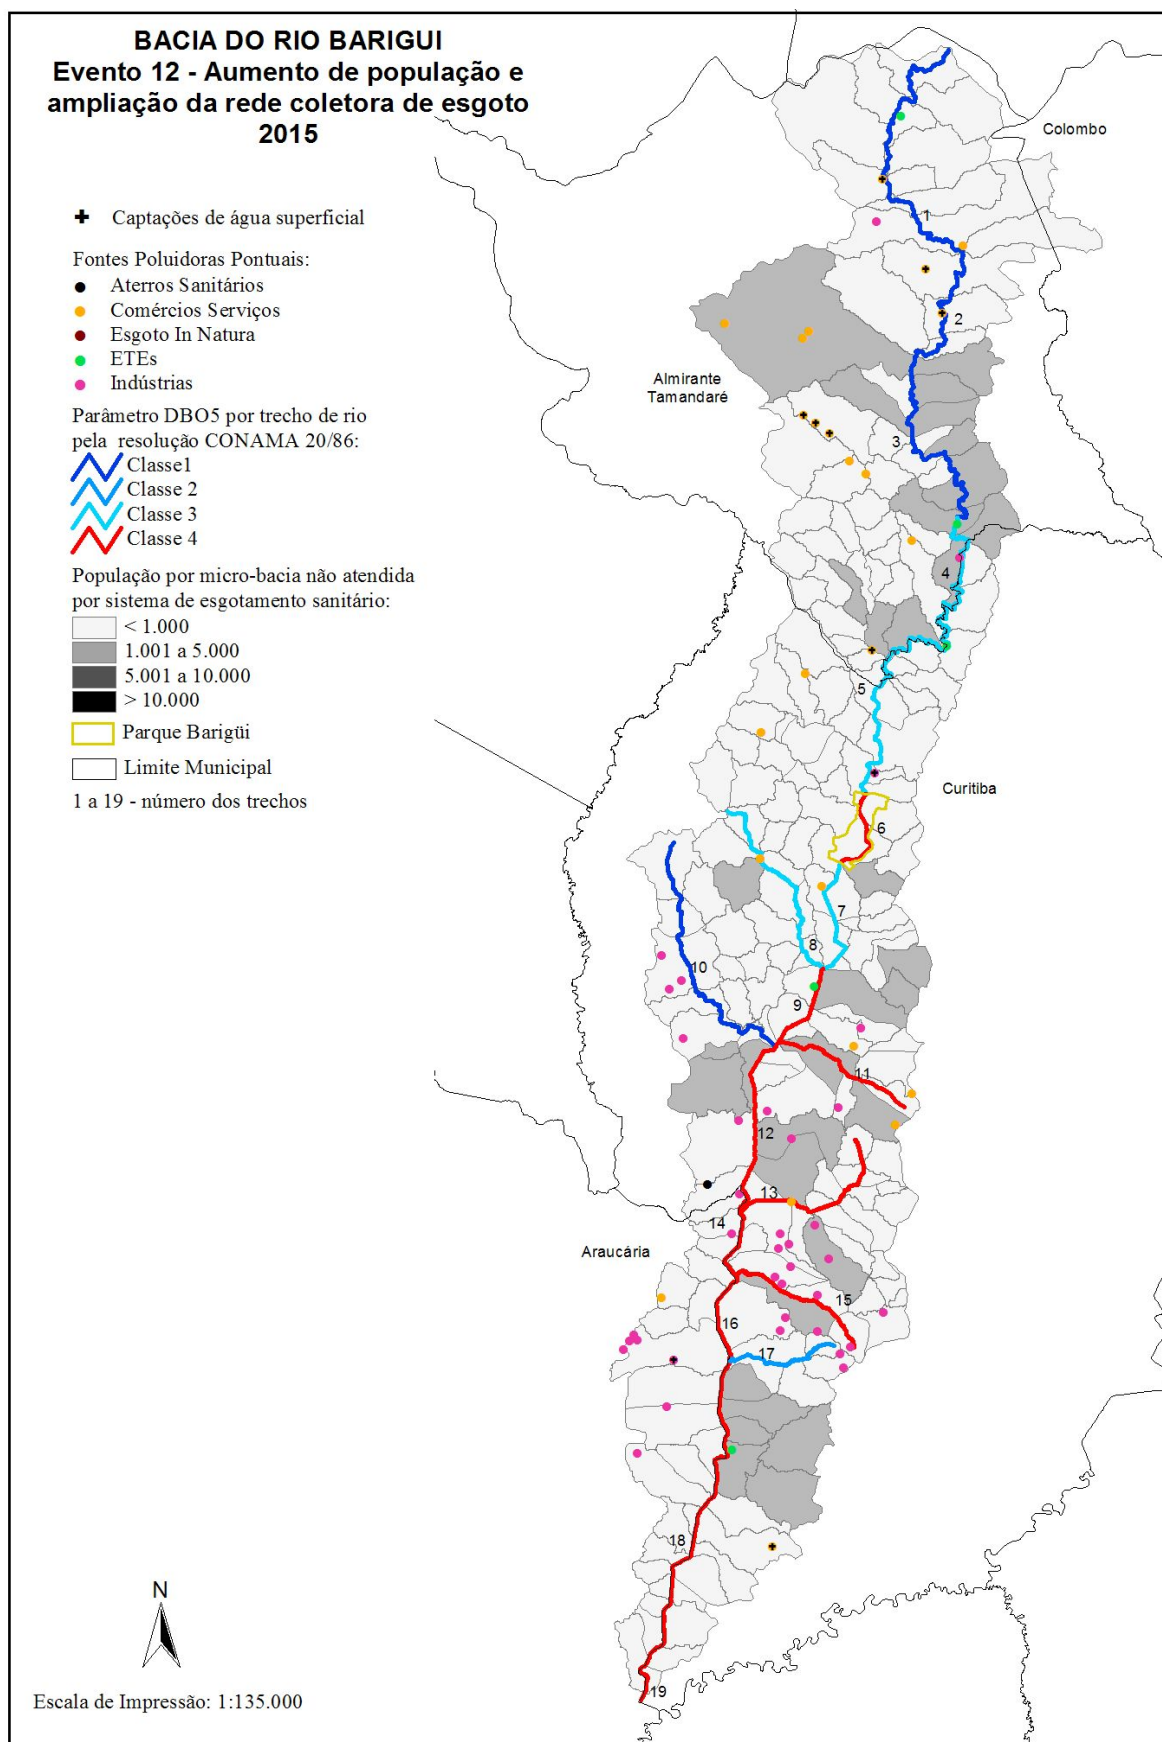 BACIA DO RIO BARIGUI
Evento 12 - Aumento de população e
ampliação da rede coletora de esgoto
2015
Captações de água superficial
Fontes Poluidoras Pontuais:
Aterros Sanitários
Comércios Serviços
Esgoto In Natura
ETEs
Indústrias
Parâmetro DBO5 por trecho de rio
pela resolução CONAMA 20/86:
Classe1
Classe 2
Classe 3
Classe 4
População por micro-bacia não atendida
por sistema de esgotamento sanitário:
< 1.000
1.001 a 5.000
5.001 a 10.000
> 10.000
Parque Barigüi
Limite Municipal
1 a 19 - número dos trechos
Colombo
1
2
Almirante
Tamandaré
3
4
5
Curitiba
6
7
8
10
9
11
12
13
14
Araucária
15
16
17
18
19
N
Escala de Impressão: 1:135.000